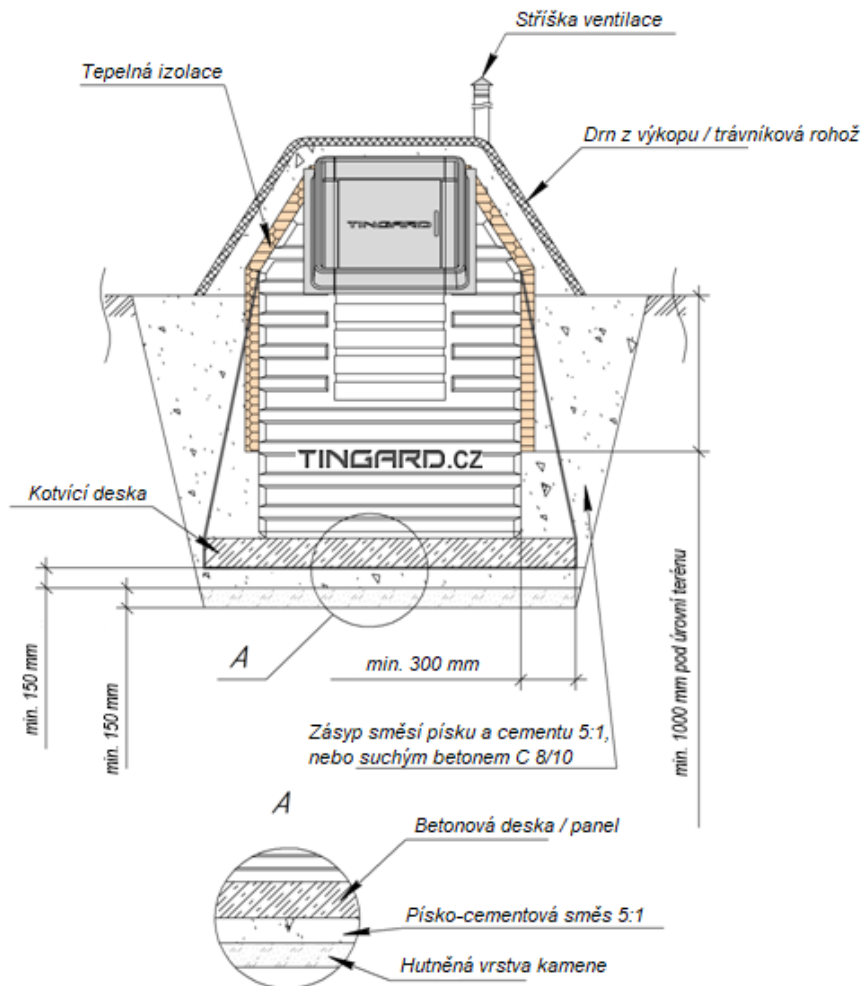 Stříška ventilace
Tepelná izolace
Drn z výkopu / trávníková rohož
TINGARD
TINGARD.CZ
Kotvící deska
A
min. 300 mm
min. 150 mm
min. 150 mm
min. 1000 mm pod úrovní terénu
Zásyp směsí písku a cementu 5:1,
nebo suchým betonem C 8/10
A
Betonová deska / panel
Písko-cementová směs 5:1
Hutněná vrstva kamene